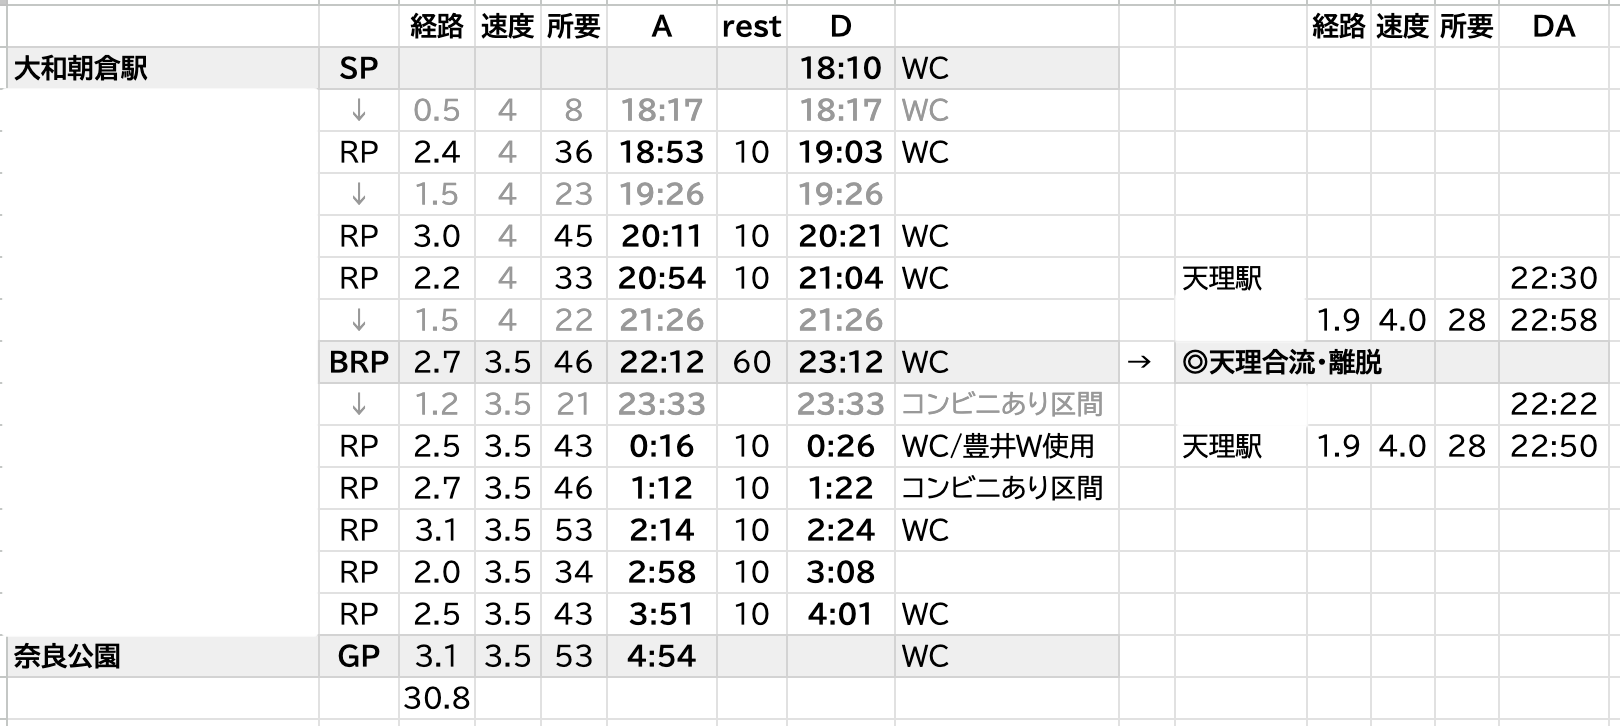 経路 速度 所要 A rest D 経路 速度 所要 DA
大和朝倉駅 SP 18:10 WC
↓ 0.5 4 8 18:17 18:17 WC
RP 2.4 4 36 18:53 10 19:03 WC
↓ 1.5 4 23 19:26 19:26
RP 3.0 4 45 20:11 10 20:21 WC
RP 2.2 4 33 20:54 10 21:04 WC 天理駅 22:30
↓ 1.5 4 22 21:26 21:26 1.9 4.0 28 22:58
BRP 2.7 3.5 46 22:12 60 23:12 WC → ◎天理合流・離脱
↓ 1.2 3.5 21 23:33 23:33 コンビニあり区間 22:22
RP 2.5 3.5 43 0:16 10 0:26 WC/豊井W使用 天理駅 1.9 4.0 28 22:50
RP 2.7 3.5 46 1:12 10 1:22 コンビニあり区間
RP 3.1 3.5 53 2:14 10 2:24 WC
RP 2.0 3.5 34 2:58 10 3:08
RP 2.5 3.5 43 3:51 10 4:01 WC
奈良公園 GP 3.1 3.5 53 4:54 WC
30.8